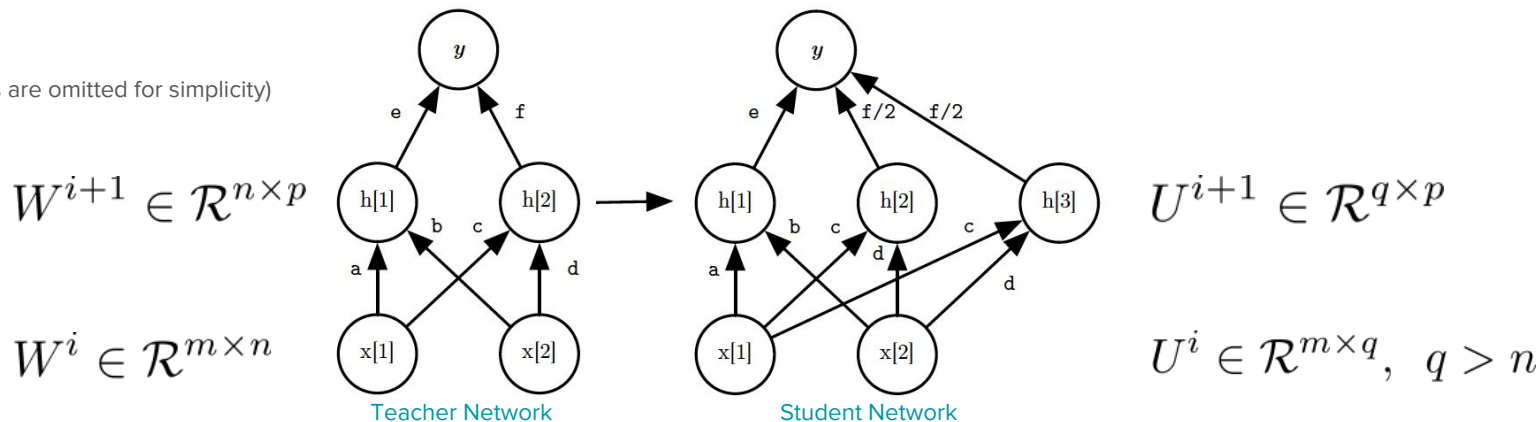 s are omitted for simplicity)
W^{i+1} ∈ R^{n×p}
W^i ∈ R^{m×n}
y
e
f
h[1]
h[2]
b
c
a
d
x[1]
x[2]
Teacher Network
y
e
f/2
f/2
h[1]
h[2]
h[3]
b
c
c
a
d
d
x[1]
x[2]
Student Network
U^{i+1} ∈ R^{q×p}
U^i ∈ R^{m×q}, q > n